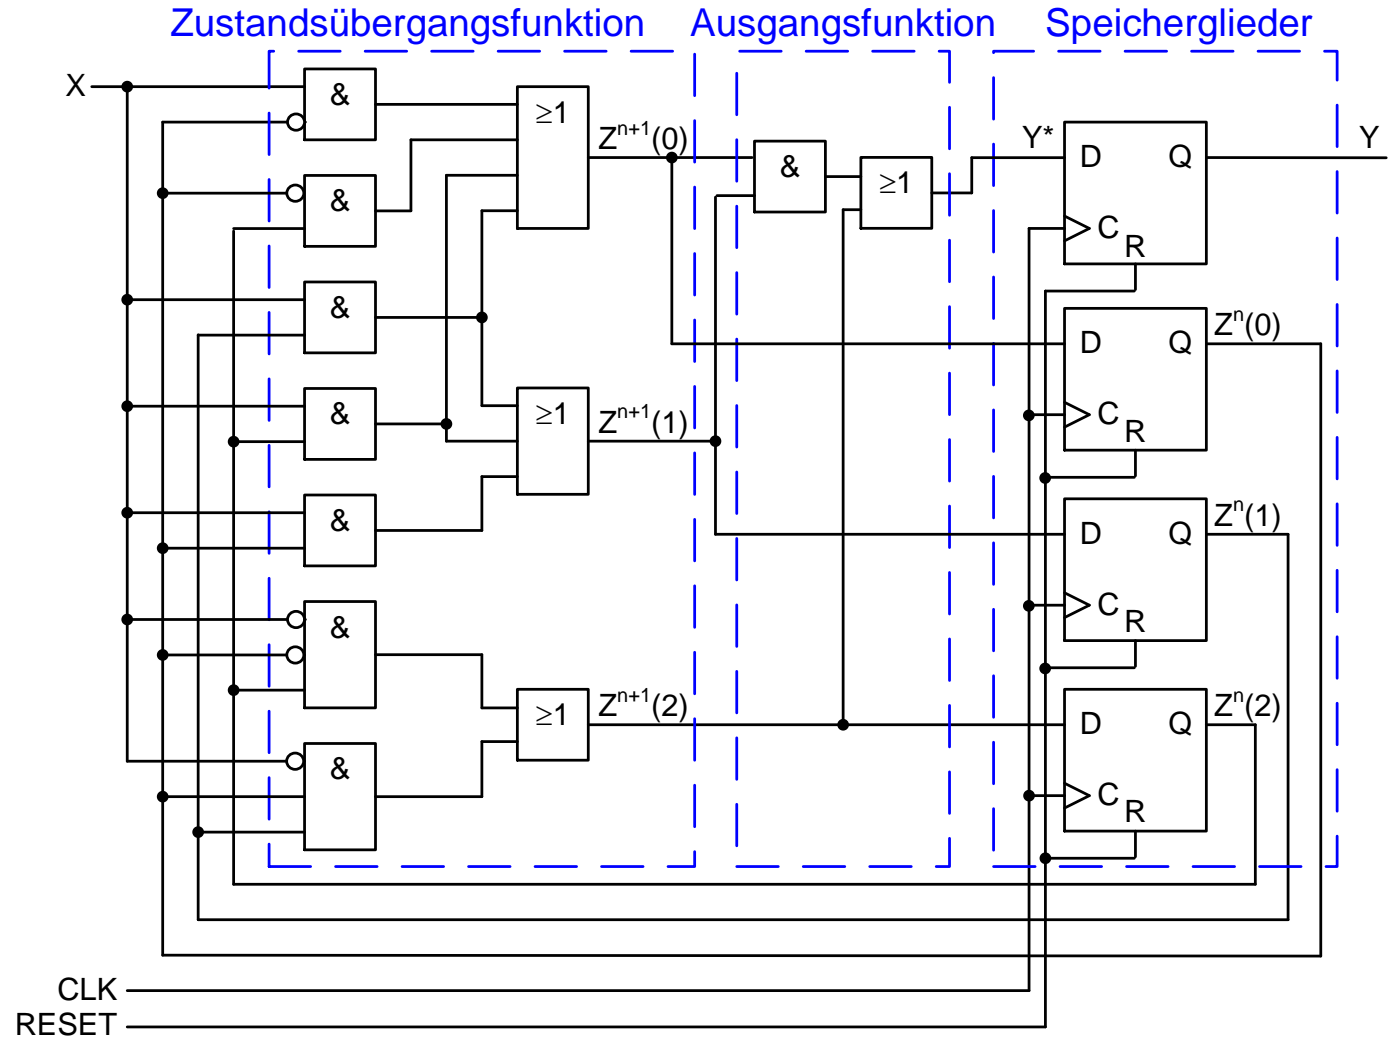 Zustandsübergangsfunktion Ausgangsfunktion Speicherglieder
X & ≥1 Zⁿ⁺¹(0) Y* D Q Y
& & ≥1 C R
& D Q Zⁿ(0)
& ≥1 Zⁿ⁺¹(1) C R
& D Q Zⁿ(1)
& C R
& ≥1 Zⁿ⁺¹(2) D Q Zⁿ(2)
C R
CLK
RESET